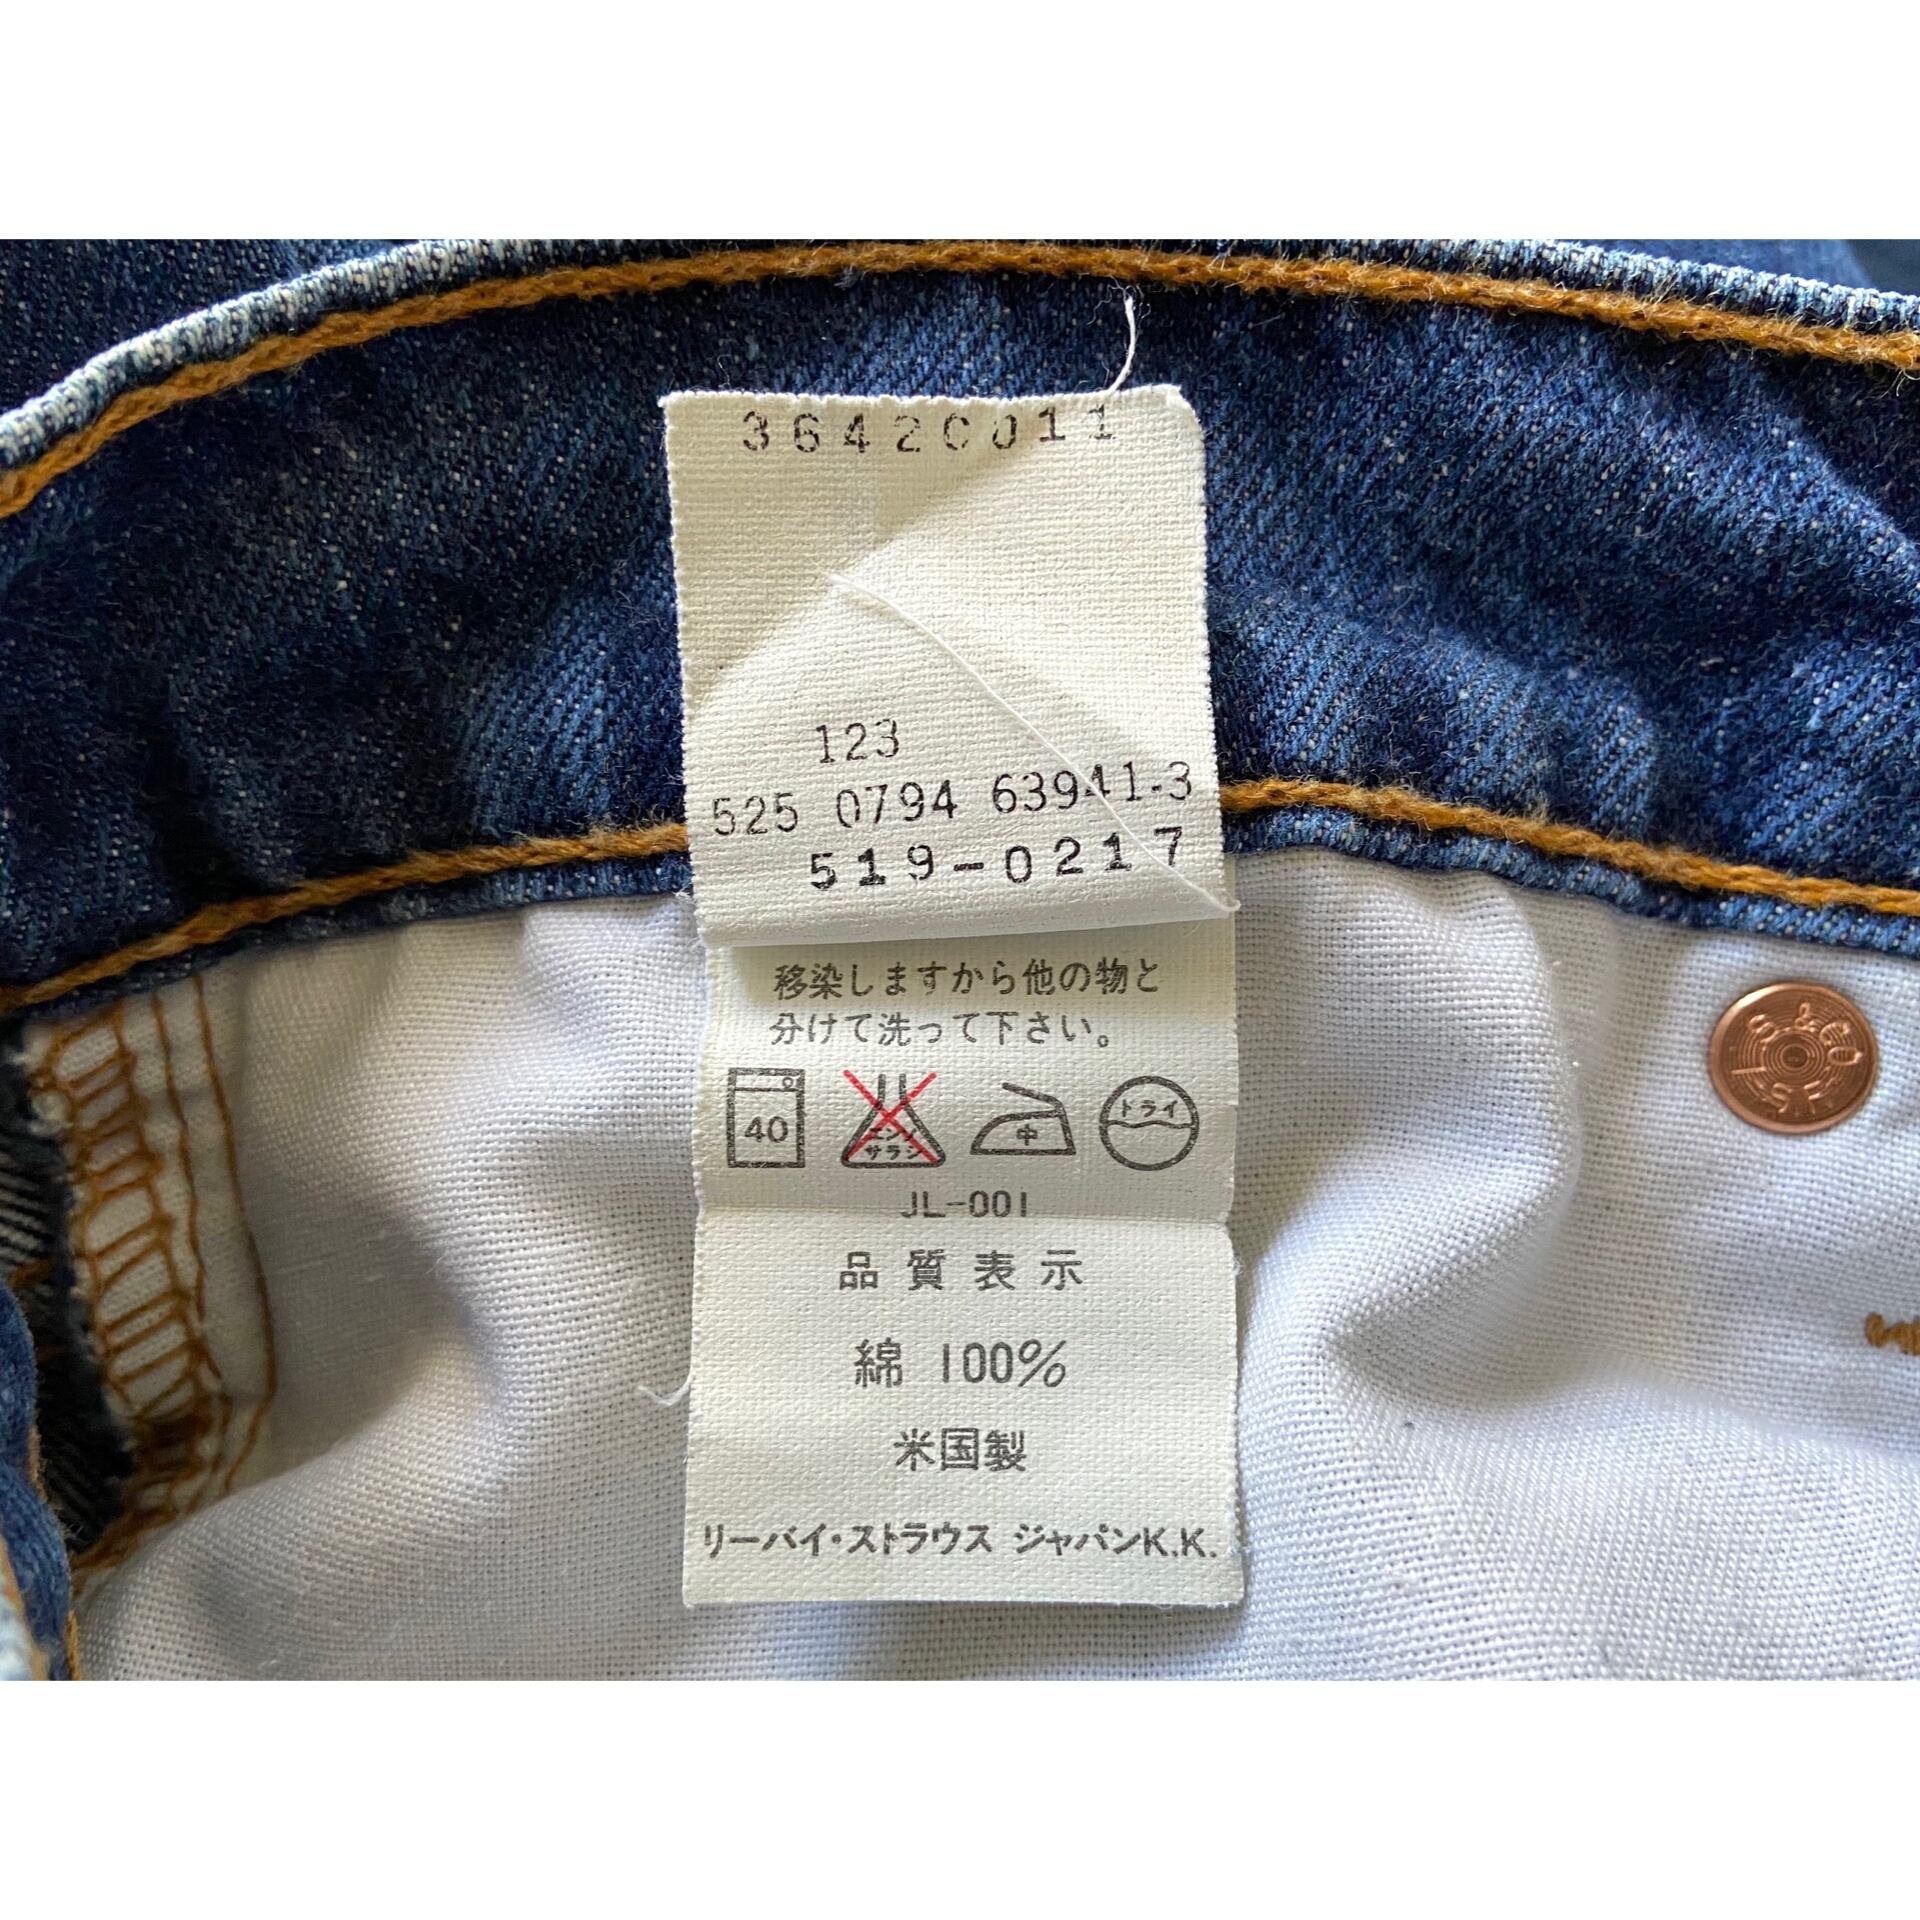 36420011
123
525 0794 63941-3
519-0217
移染しますから他の物と
分けて洗って下さい。
40
エンソ
サラシ
中
ドライ
JL-001
品質表示
綿 100%
米国製
リーバイ・ストラウス ジャパンK.K.